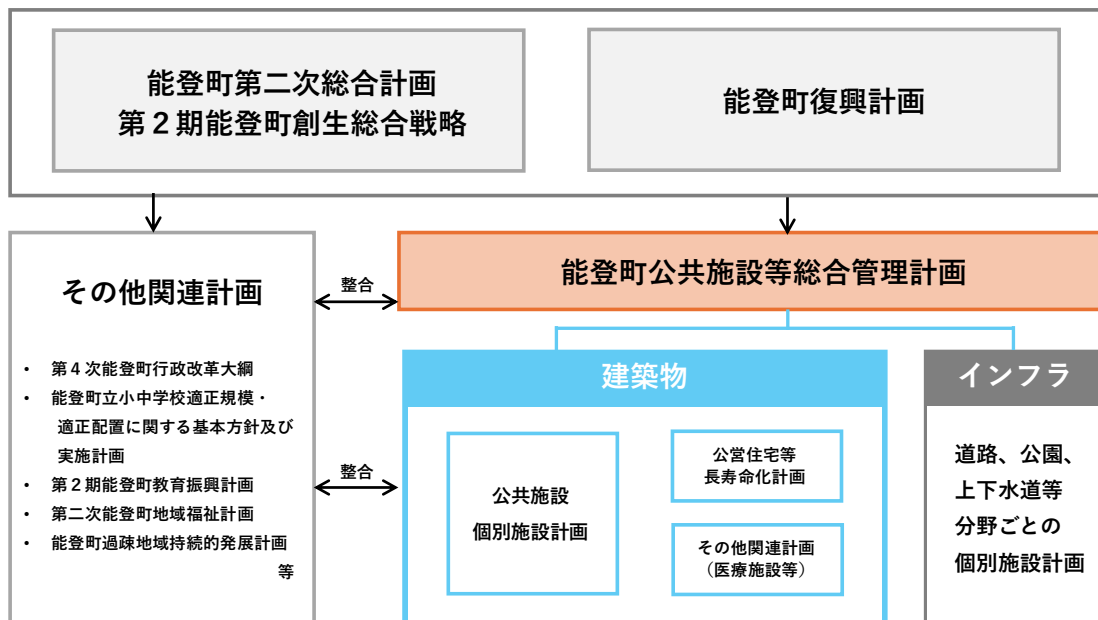 能登町第二次総合計画
第２期能登町創生総合戦略
能登町復興計画
その他関連計画
・ 第４次能登町行政改革大綱
・ 能登町立小中学校適正規模・
適正配置に関する基本方針及び
実施計画
・ 第２期能登町教育振興計画
・ 第二次能登町地域福祉計画
・ 能登町過疎地域持続的発展計画
等
整合
整合
能登町公共施設等総合管理計画
建築物
公共施設
個別施設計画
公営住宅等
長寿命化計画
その他関連計画
（医療施設等）
インフラ
道路、公園、
上下水道等
分野ごとの
個別施設計画